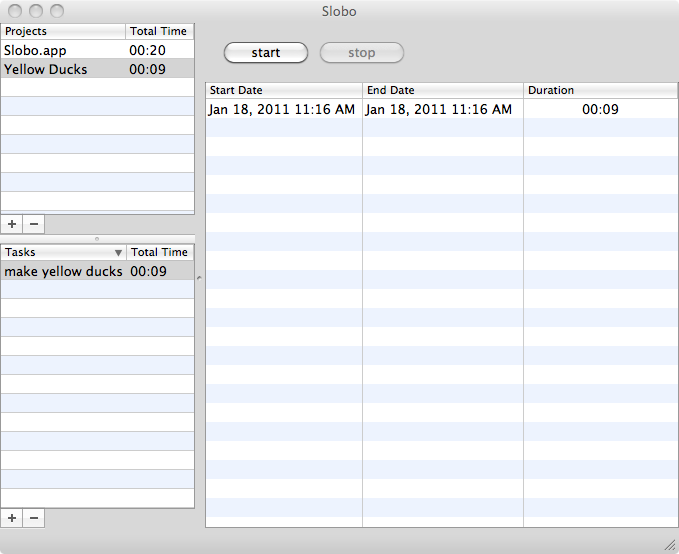 Slobo
Projects Total Time
Slobo.app 00:20
Yellow Ducks 00:09
+ −
Tasks Total Time
make yellow ducks 00:09
+ −
start stop
Start Date End Date Duration
Jan 18, 2011 11:16 AM Jan 18, 2011 11:16 AM 00:09